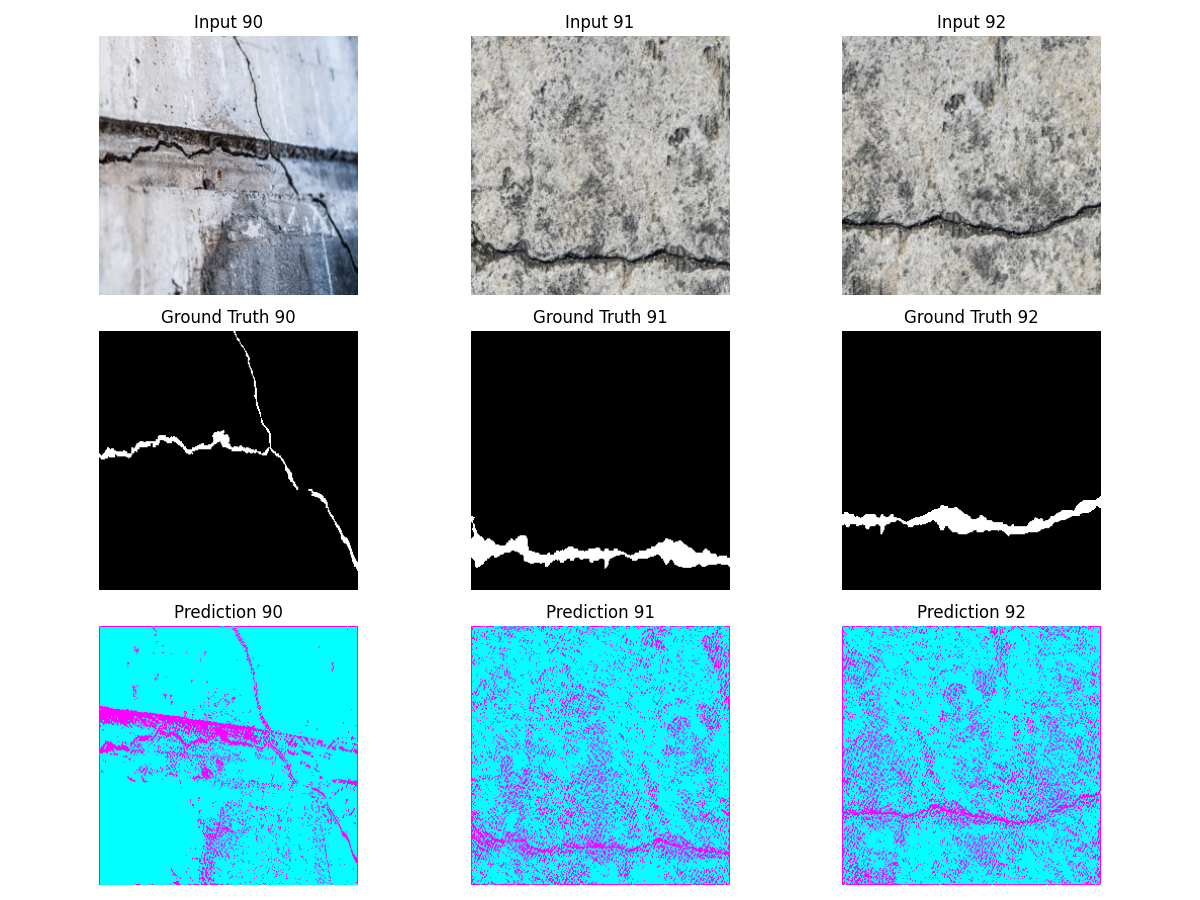 Input 90
Input 91
Input 92
Ground Truth 90
Ground Truth 91
Ground Truth 92
Prediction 90
Prediction 91
Prediction 92